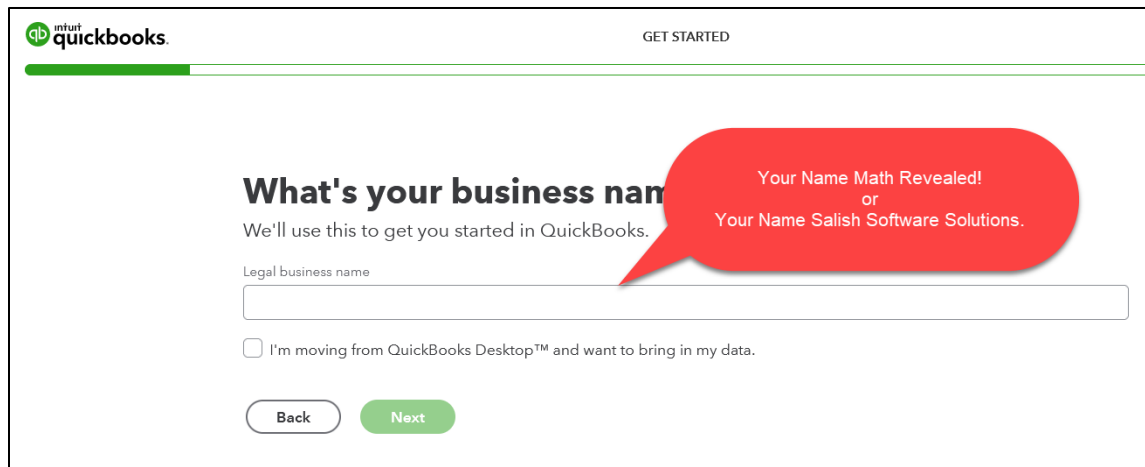 intuit
quickbooks.
GET STARTED
What's your business nam
Your Name Math Revealed!
or
Your Name Salish Software Solutions.
We'll use this to get you started in QuickBooks.
Legal business name
I'm moving from QuickBooks Desktop™ and want to bring in my data.
Back
Next